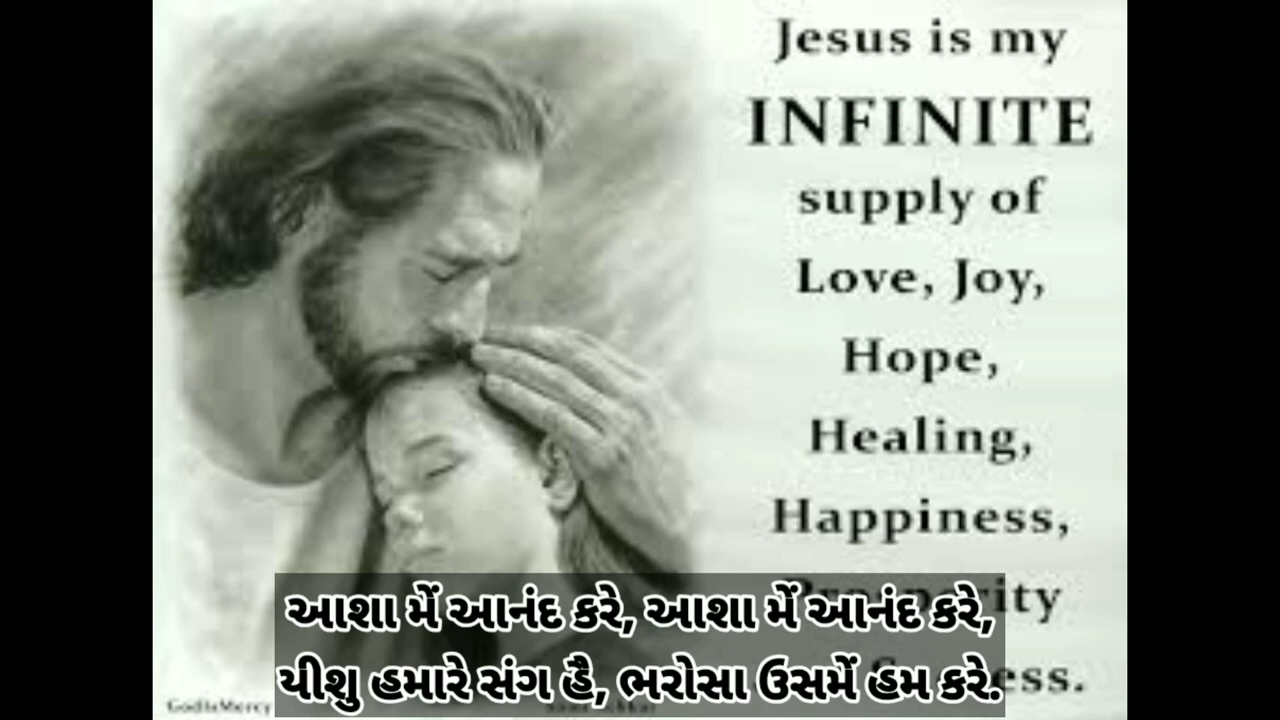 Jesus is my
INFINITE
supply of
Love, Joy,
Hope,
Healing,
Happiness,
આશા મેં આનંદ કરે, આશા મેં આનંદ કરે,
યીશુ હમારે સંગ હૈ, ભરોસા ઉસમેં હમ કરે.
GodIsMercy